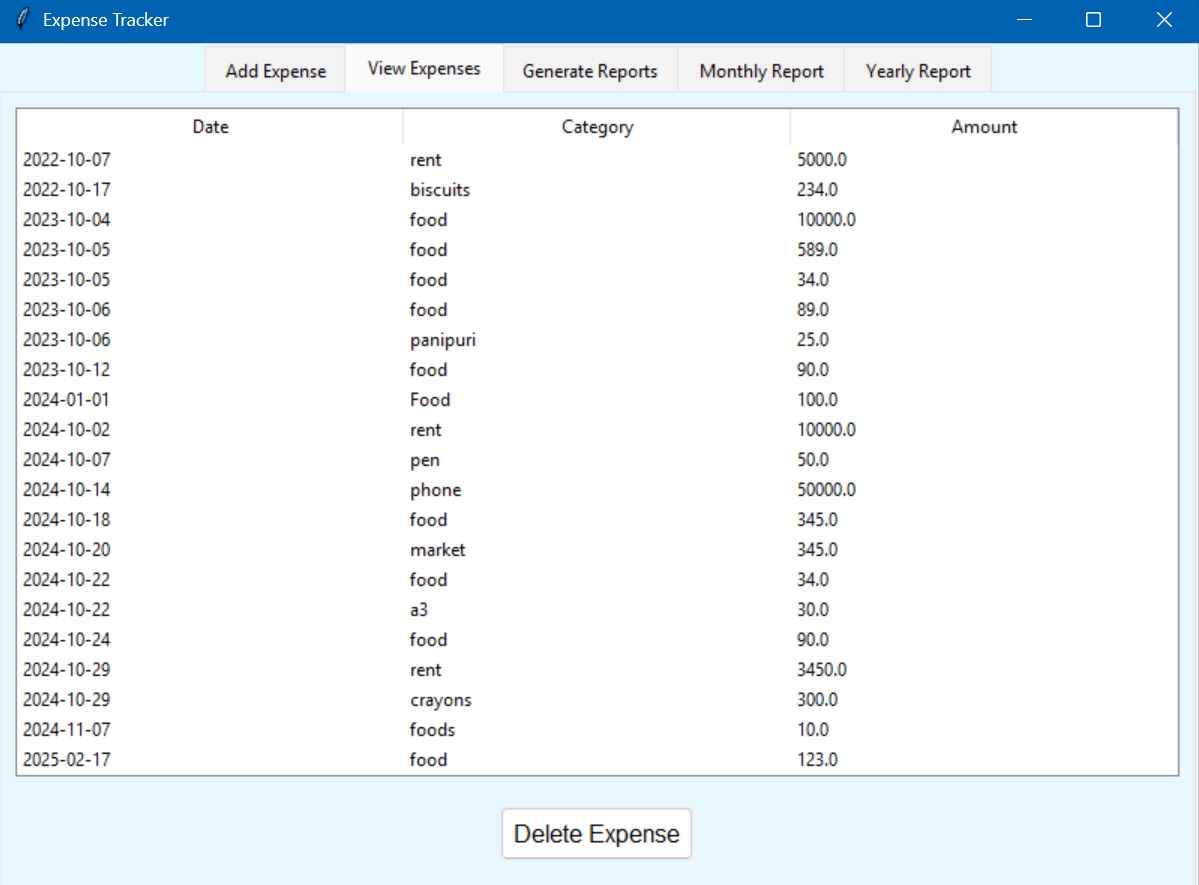 Expense Tracker
Add Expense View Expenses Generate Reports Monthly Report Yearly Report
Date Category Amount
2022-10-07 rent 5000.0
2022-10-17 biscuits 234.0
2023-10-04 food 10000.0
2023-10-05 food 589.0
2023-10-05 food 34.0
2023-10-06 food 89.0
2023-10-06 panipuri 25.0
2023-10-12 food 90.0
2024-01-01 Food 100.0
2024-10-02 rent 10000.0
2024-10-07 pen 50.0
2024-10-14 phone 50000.0
2024-10-18 food 345.0
2024-10-20 market 345.0
2024-10-22 food 34.0
2024-10-22 a3 30.0
2024-10-24 food 90.0
2024-10-29 rent 3450.0
2024-10-29 crayons 300.0
2024-11-07 foods 10.0
2025-02-17 food 123.0
Delete Expense